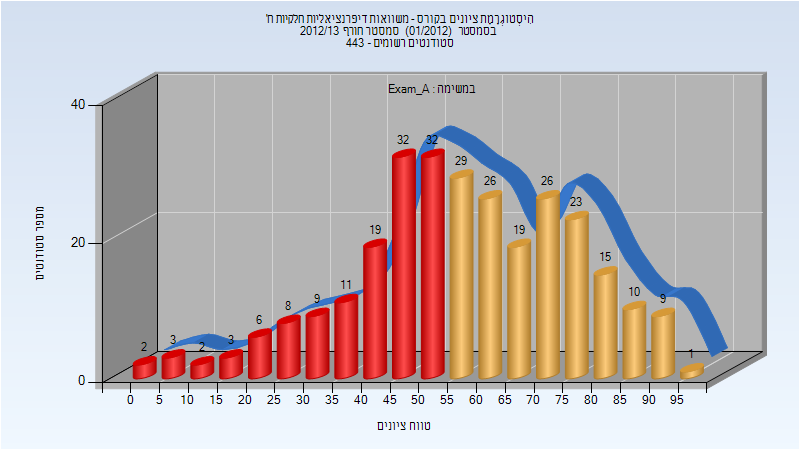 היסטוגרמת ציונים בקורס - משוואות דיפרנציאליות חלקיות ח'
בסמסטר (01/2012) סמסטר חורף 2012/13
סטודנטים רשומים - 443
במשימה : Exam_A
מספר סטודנטים
40
20
0
2 3 2 3 6 8 9 11 19 32 32 29 26 19 26 23 15 10 9 1
0 5 10 15 20 25 30 35 40 45 50 55 60 65 70 75 80 85 90 95
טווח ציונים